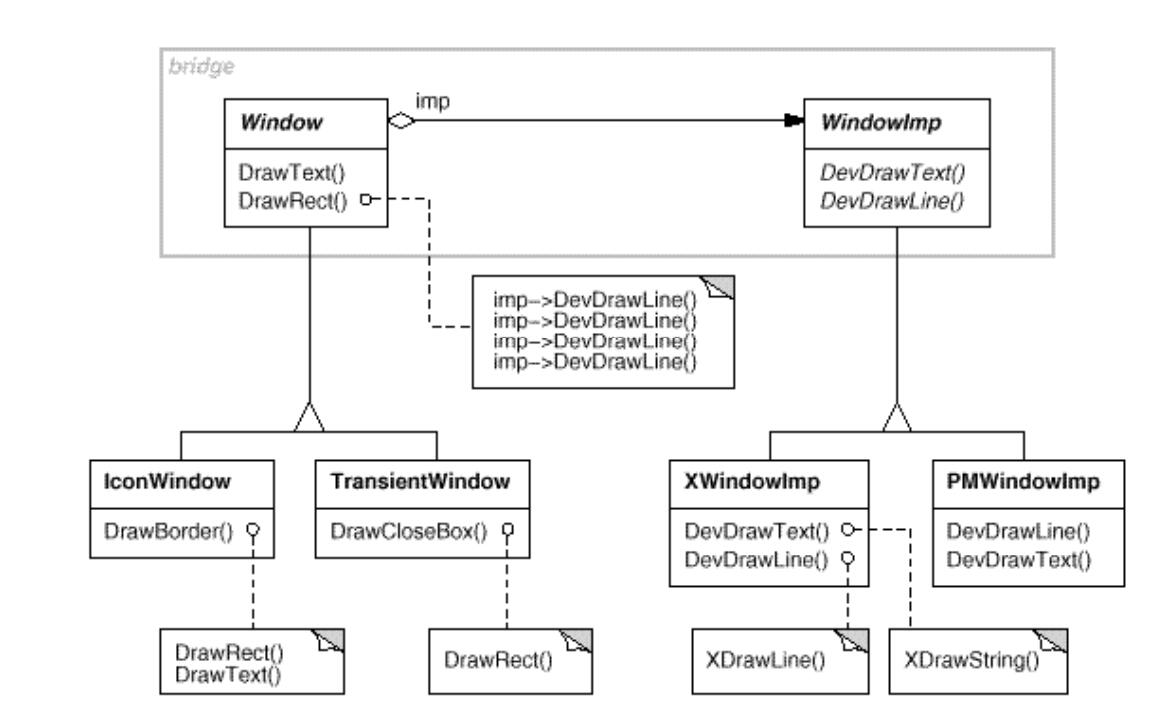 bridge
imp
Window
WindowImp
DrawText()
DrawRect()
DevDrawText()
DevDrawLine()
imp->DevDrawLine()
imp->DevDrawLine()
imp->DevDrawLine()
imp->DevDrawLine()
IconWindow
DrawBorder()
TransientWindow
DrawCloseBox()
XWindowImp
DevDrawText()
DevDrawLine()
PMWindowImp
DevDrawLine()
DevDrawText()
DrawRect()
DrawText()
DrawRect()
XDrawLine()
XDrawString()